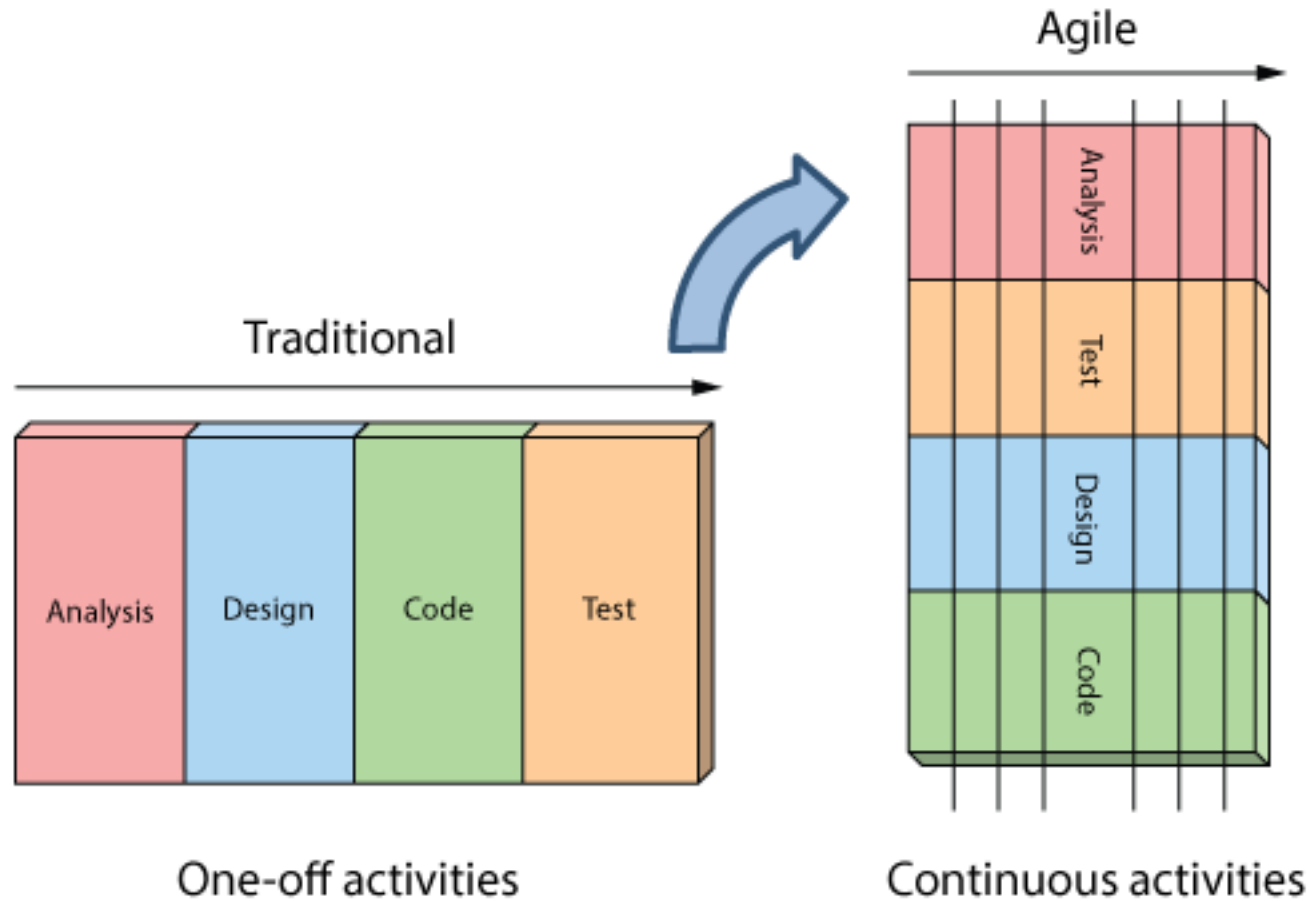 Agile
Analysis
Test
Design
Code
Continuous activities
Traditional
Analysis
Design
Code
Test
One-off activities